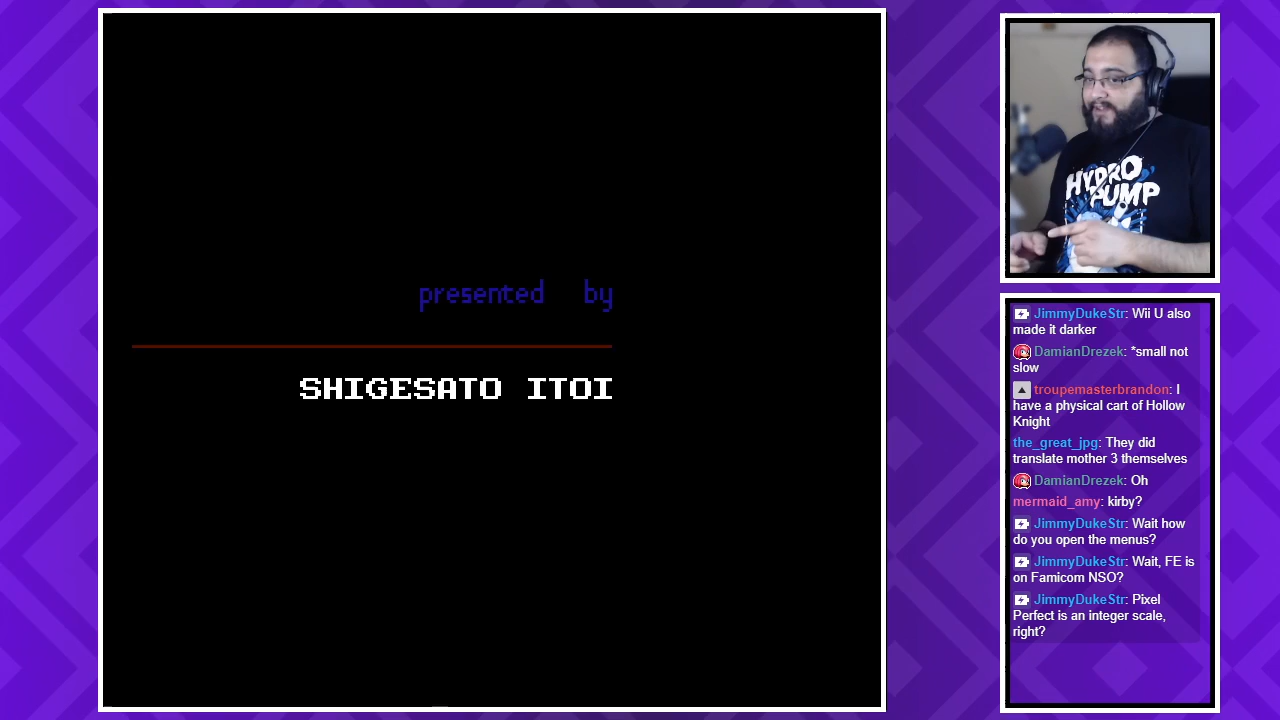 presented by
SHIGESATO ITOI
HYDRO
PUMP
JimmyDukeStr: Wii U also
made it darker
DamianDrezek: *small not
slow
troupemasterbrandon: I
have a physical cart of Hollow
Knight
the_great_jpg: They did
translate mother 3 themselves
DamianDrezek: Oh
mermaid_amy: kirby?
JimmyDukeStr: Wait how
do you open the menus?
JimmyDukeStr: Wait, FE is
on Famicom NSO?
JimmyDukeStr: Pixel
Perfect is an integer scale,
right?